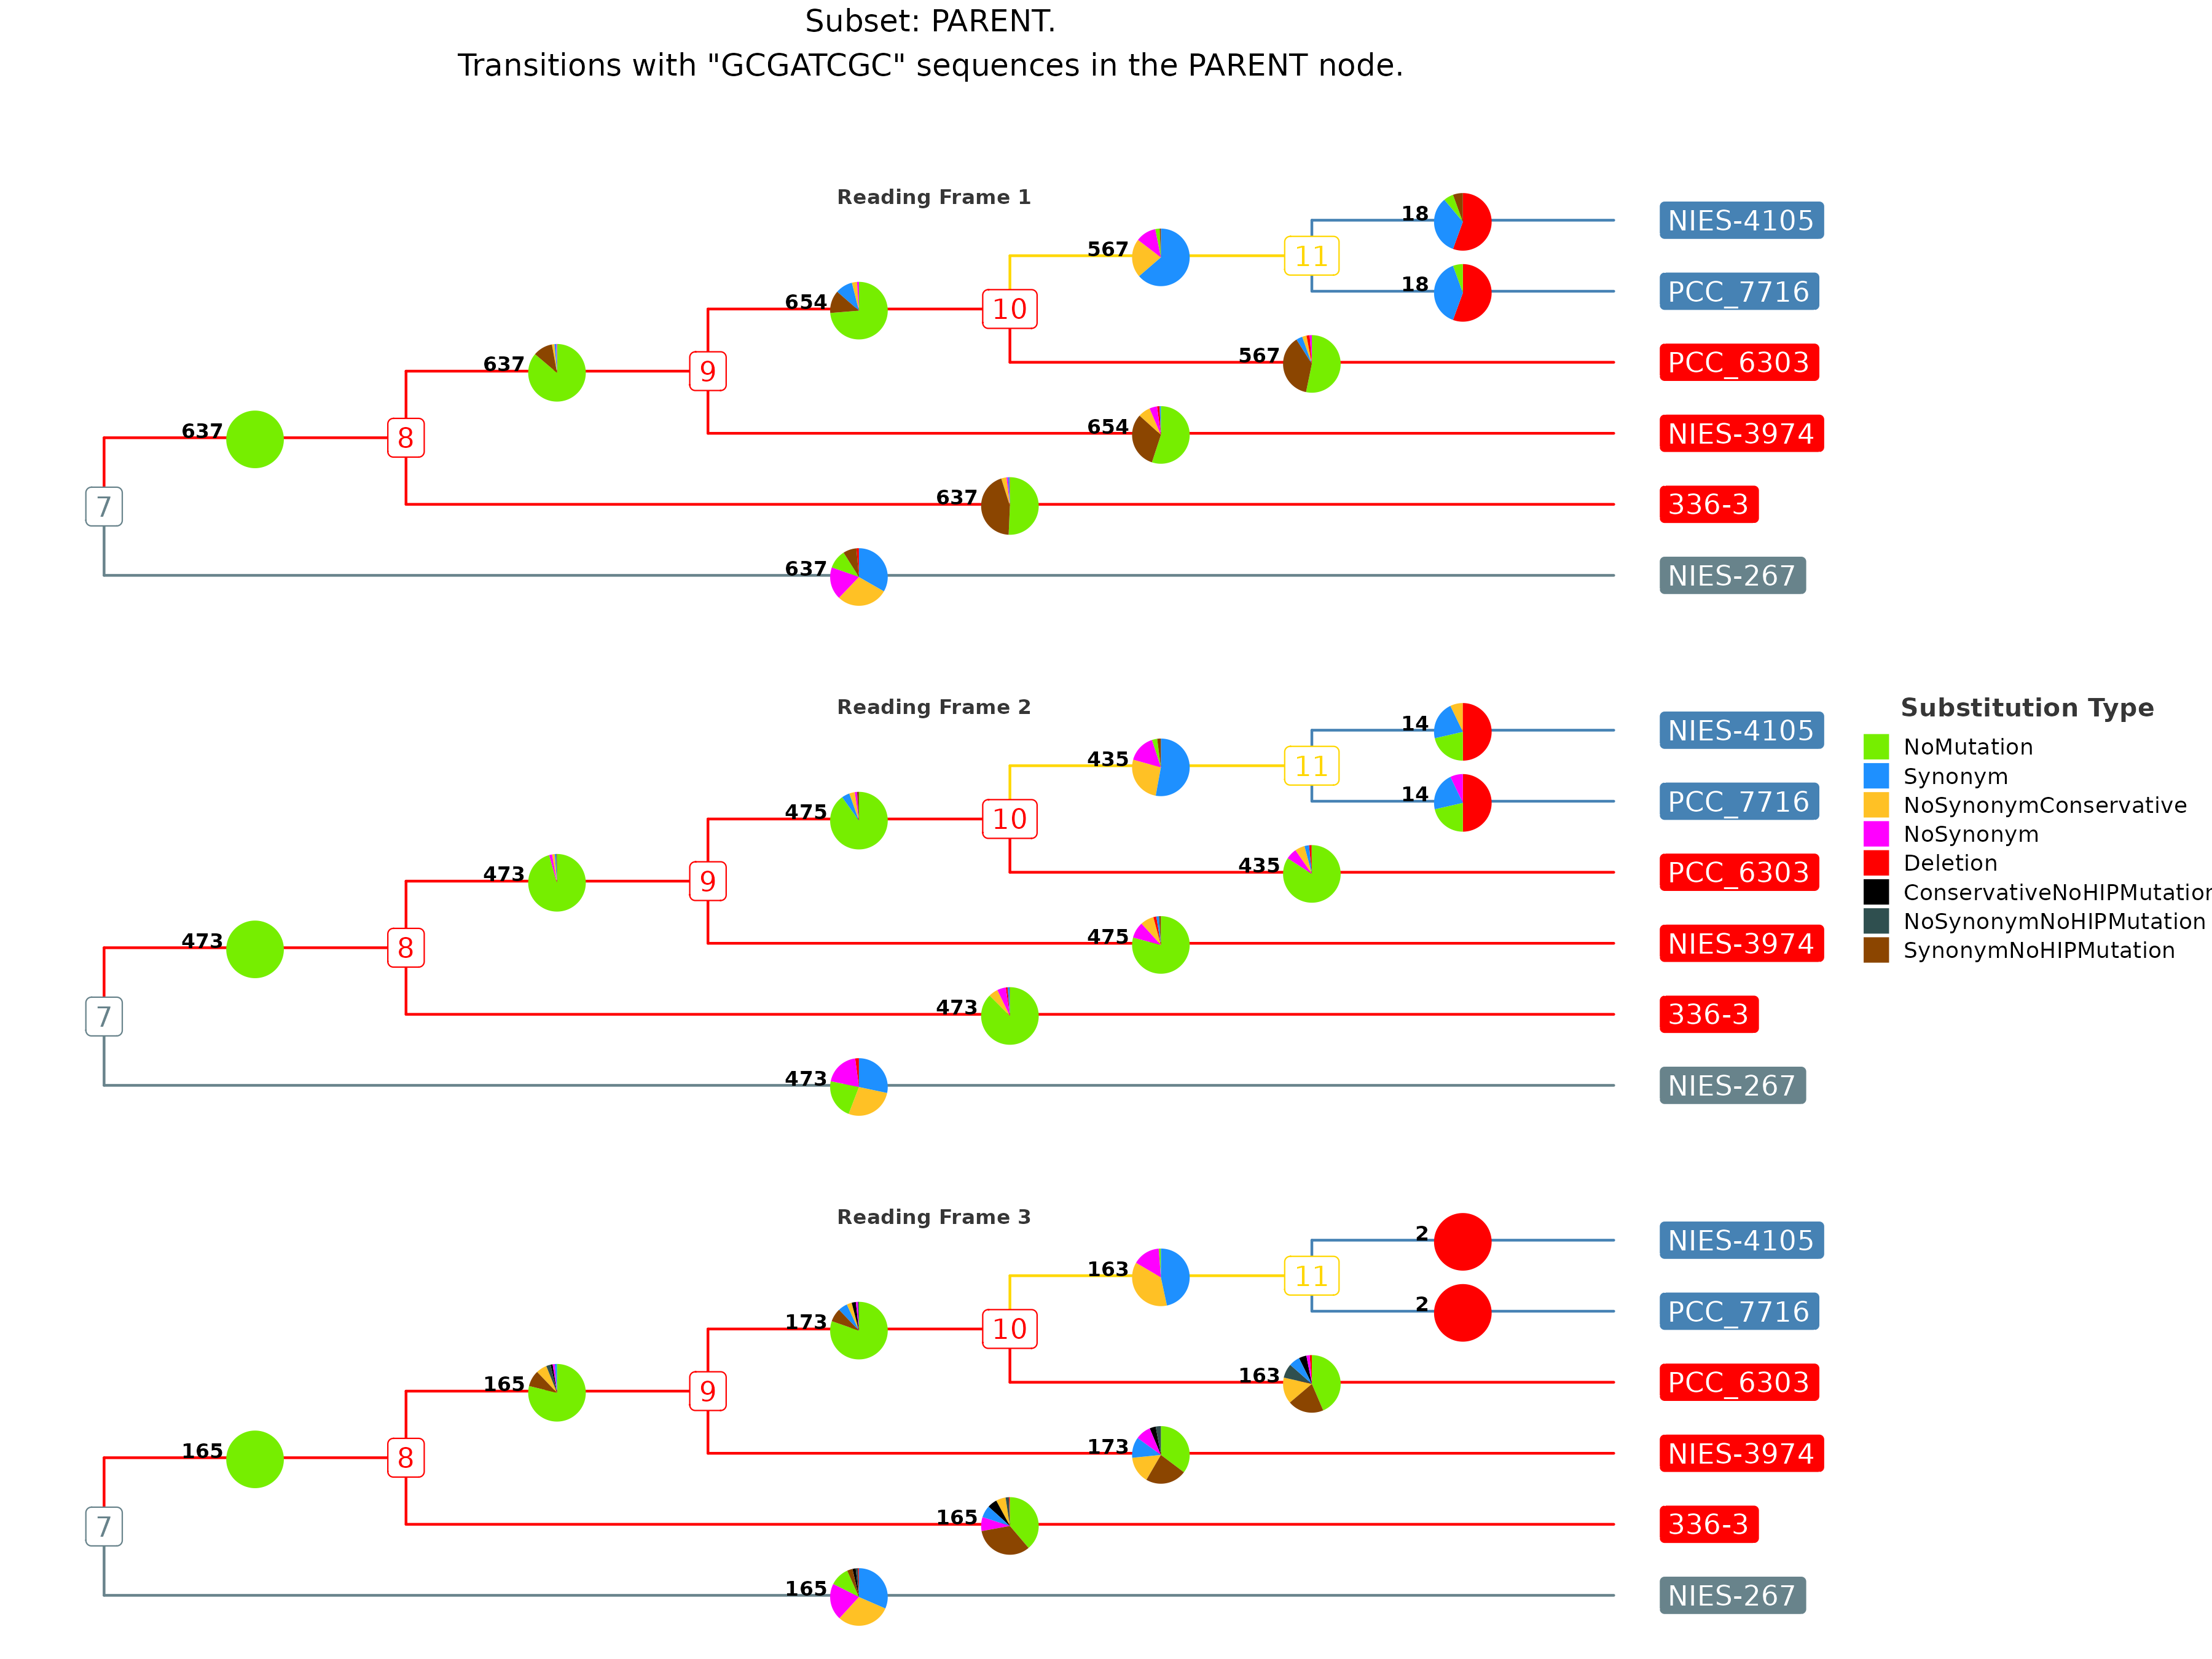 Subset: PARENT.
Transitions with "GCGATCGC" sequences in the PARENT node.
Reading Frame 1
18
NIES-4105
567
11
18
PCC_7716
654
10
567
PCC_6303
637
9
654
NIES-3974
637
8
637
336-3
7
637
NIES-267
Reading Frame 2
14
NIES-4105
435
11
14
PCC_7716
475
10
435
PCC_6303
473
9
475
NIES-3974
473
8
473
336-3
7
473
NIES-267
Substitution Type
NoMutation
Synonym
NoSynonymConservative
NoSynonym
Deletion
ConservativeNoHIPMutation
NoSynonymNoHIPMutation
SynonymNoHIPMutation
Reading Frame 3
2
NIES-4105
163
11
2
PCC_7716
173
10
163
PCC_6303
165
9
173
NIES-3974
165
8
165
336-3
7
165
NIES-267